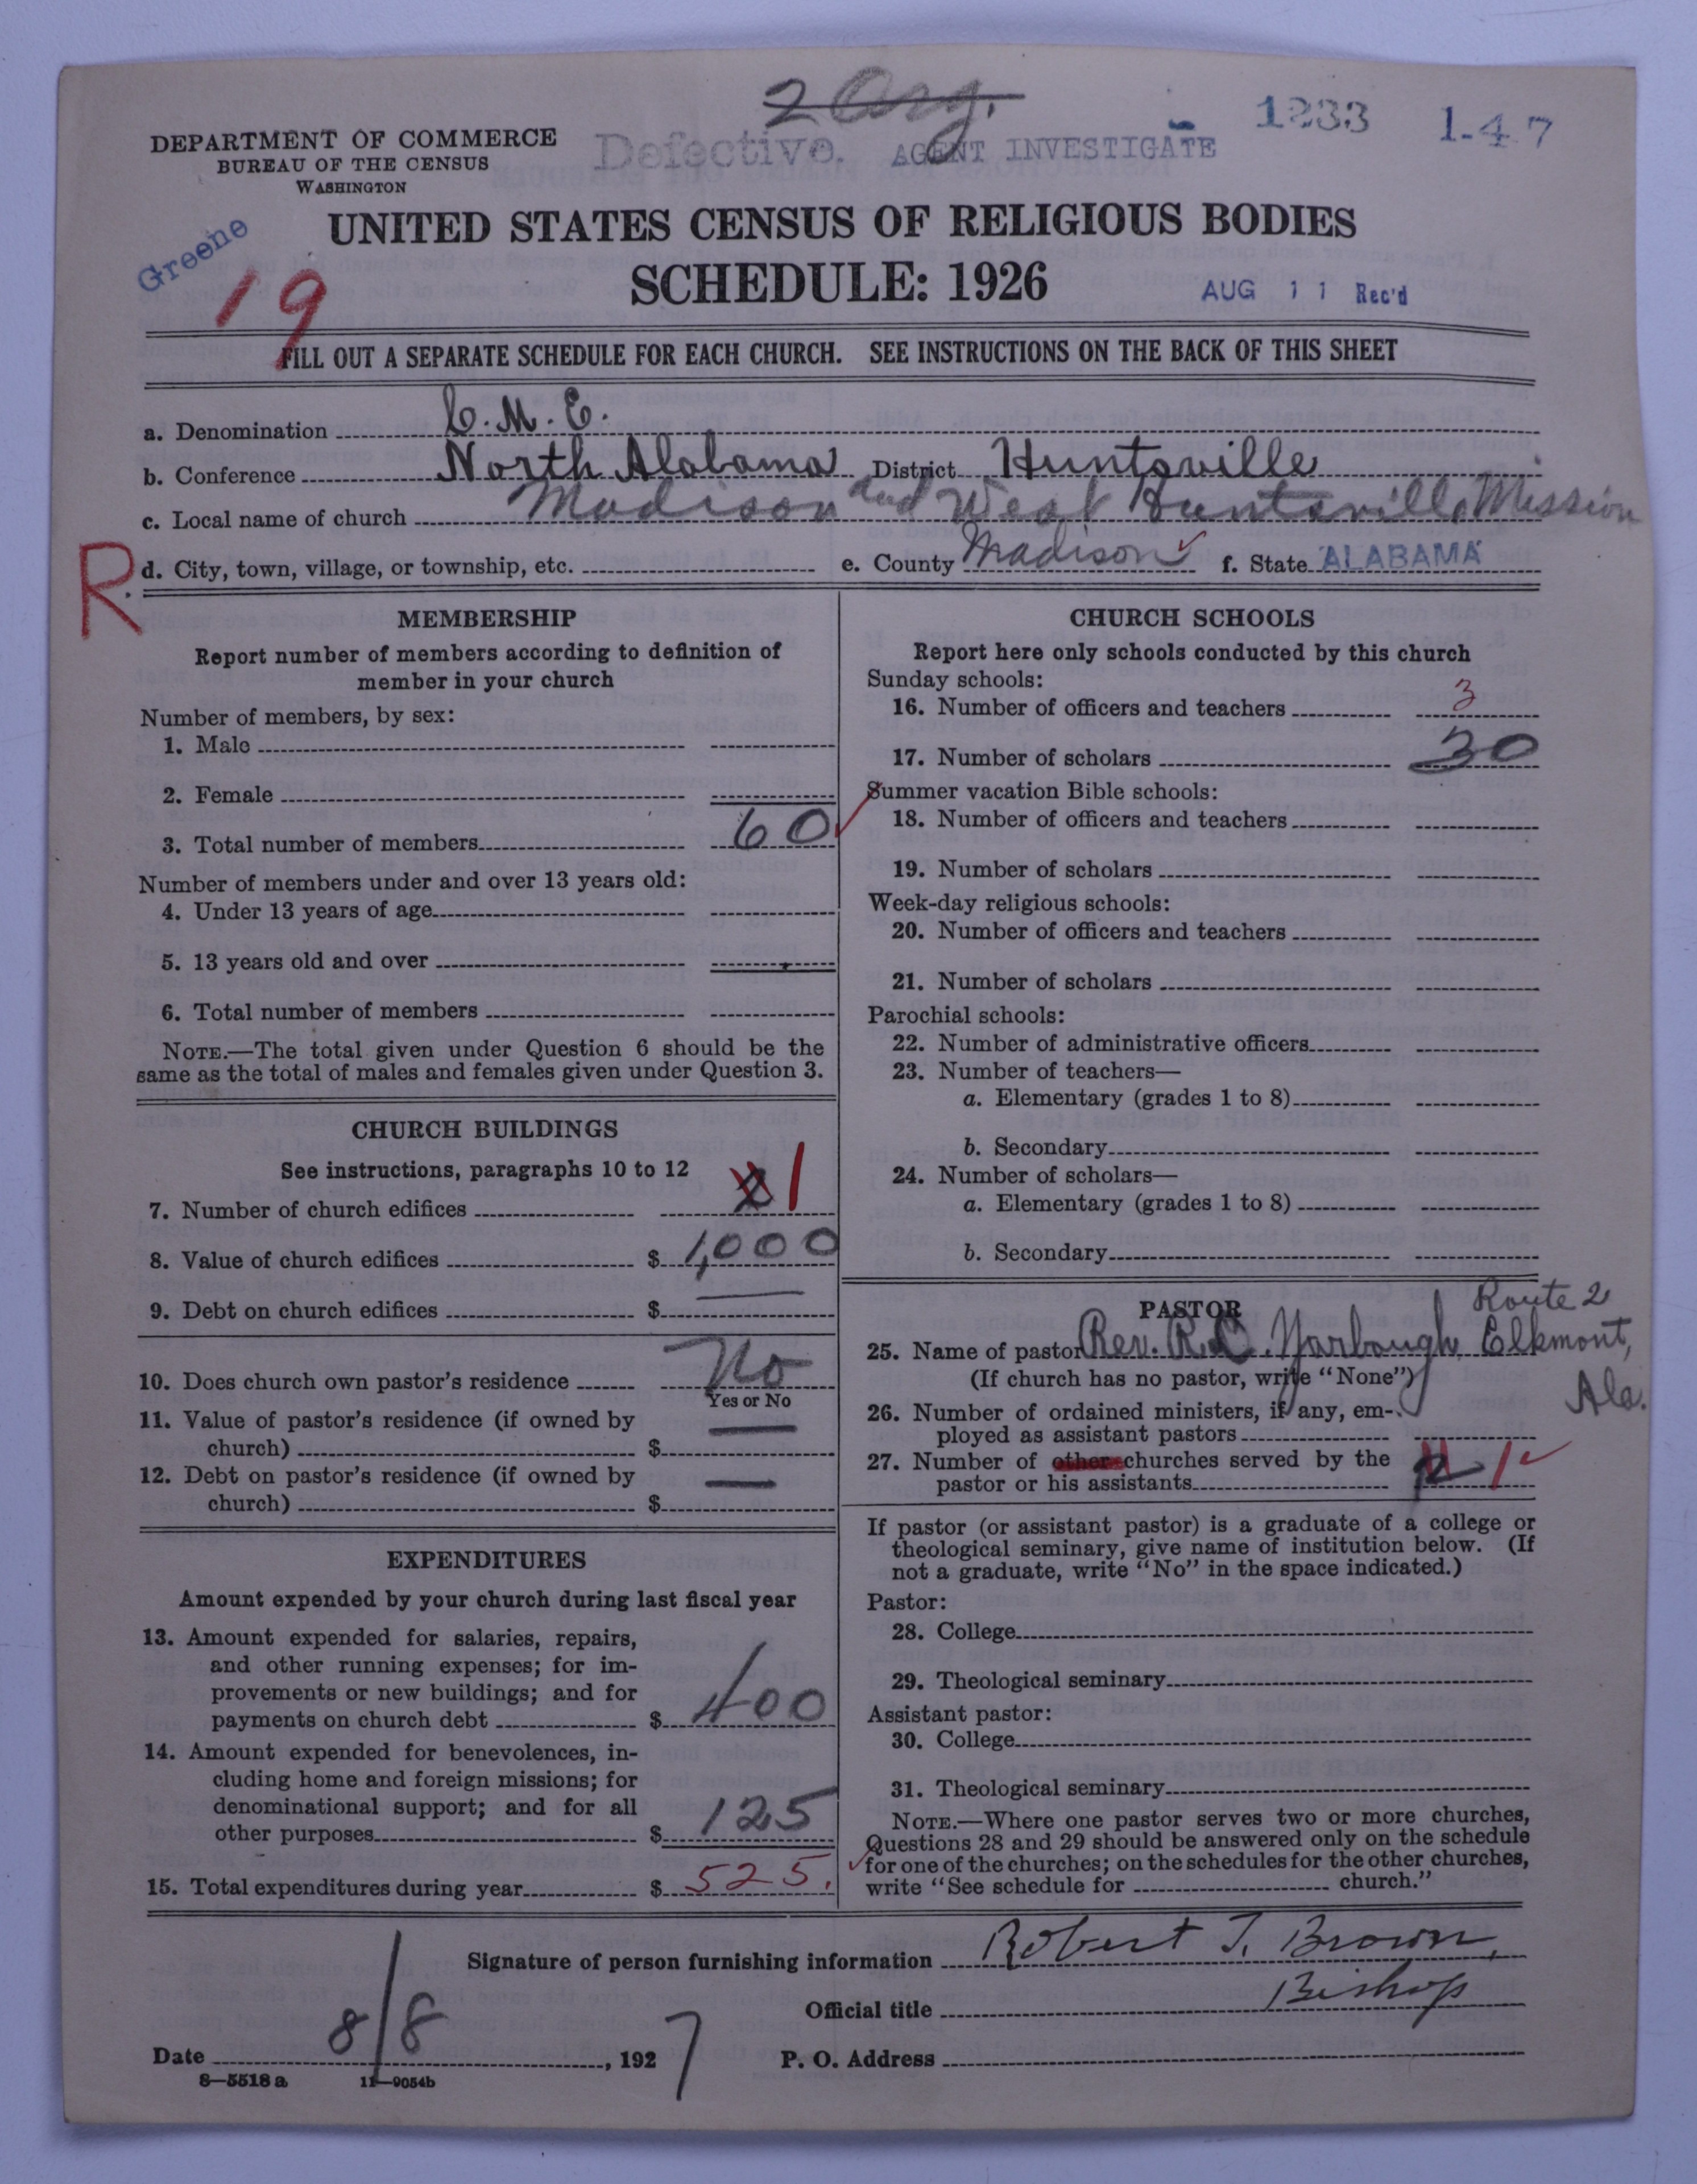 2 Org.
DEPARTMENT OF COMMERCE
BUREAU OF THE CENSUS
WASHINGTON
Defective. AGENT INVESTIGATE
1233 1-47
Greene
19
UNITED STATES CENSUS OF RELIGIOUS BODIES
SCHEDULE: 1926
AUG 11 Rec'd
FILL OUT A SEPARATE SCHEDULE FOR EACH CHURCH. SEE INSTRUCTIONS ON THE BACK OF THIS SHEET
a. Denomination C. M. E.
b. Conference North Alabama District Huntsville
c. Local name of church Madison and West Huntsville Mission
R
d. City, town, village, or township, etc. e. County Madison f. State ALABAMA
MEMBERSHIP
Report number of members according to definition of
member in your church
Number of members, by sex:
1. Male
2. Female
3. Total number of members 60
Number of members under and over 13 years old:
4. Under 13 years of age
5. 13 years old and over
6. Total number of members
NOTE.—The total given under Question 6 should be the
same as the total of males and females given under Question 3.
CHURCH BUILDINGS
See instructions, paragraphs 10 to 12
7. Number of church edifices 2 1
8. Value of church edifices $ 1,000
9. Debt on church edifices $ —
10. Does church own pastor's residence No
Yes or No
11. Value of pastor's residence (if owned by
church) $ —
12. Debt on pastor's residence (if owned by
church) $ —
EXPENDITURES
Amount expended by your church during last fiscal year
13. Amount expended for salaries, repairs,
and other running expenses; for im-
provements or new buildings; and for
payments on church debt $ 400
14. Amount expended for benevolences, in-
cluding home and foreign missions; for
denominational support; and for all
other purposes $ 125
15. Total expenditures during year $ 525.
CHURCH SCHOOLS
Report here only schools conducted by this church
Sunday schools:
16. Number of officers and teachers 3
17. Number of scholars 30
Summer vacation Bible schools:
18. Number of officers and teachers
19. Number of scholars
Week-day religious schools:
20. Number of officers and teachers
21. Number of scholars
Parochial schools:
22. Number of administrative officers
23. Number of teachers—
a. Elementary (grades 1 to 8)
b. Secondary
24. Number of scholars—
a. Elementary (grades 1 to 8)
b. Secondary
PASTOR
Route 2
25. Name of pastor Rev. R. C. Yarbough, Elkmont,
Ala.
(If church has no pastor, write "None")
26. Number of ordained ministers, if any, em-
ployed as assistant pastors
27. Number of other churches served by the
pastor or his assistants 2 1
If pastor (or assistant pastor) is a graduate of a college or
theological seminary, give name of institution below. (If
not a graduate, write "No" in the space indicated.)
Pastor:
28. College
29. Theological seminary
Assistant pastor:
30. College
31. Theological seminary
NOTE.—Where one pastor serves two or more churches,
Questions 28 and 29 should be answered only on the schedule
for one of the churches; on the schedules for the other churches,
write "See schedule for church."
Signature of person furnishing information Robert T. Brown,
Official title Bishop
Date 8/8, 1927 P. O. Address
8—5518 a 11—9054b